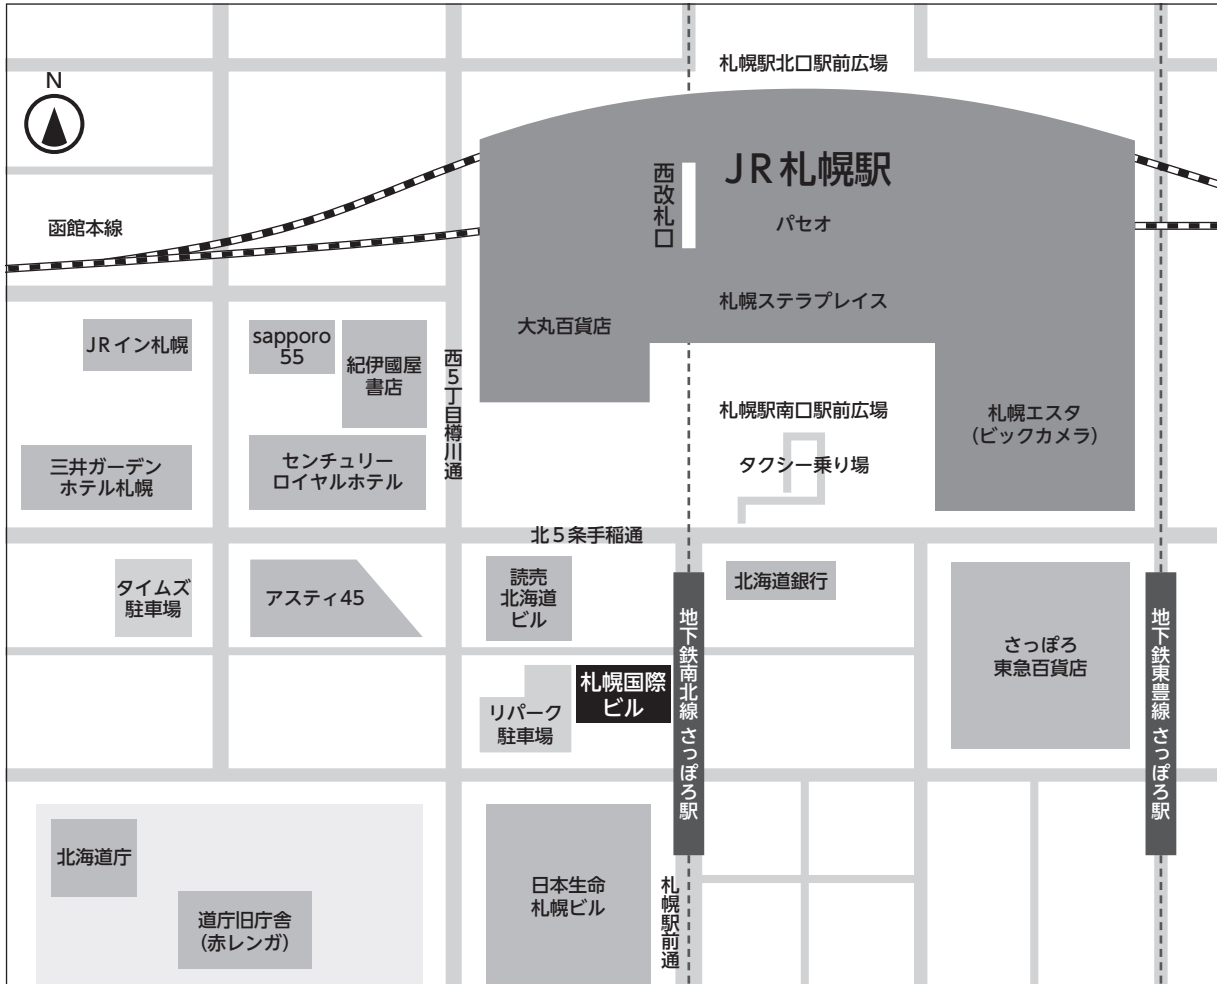 札幌駅北口駅前広場
N
JR札幌駅
西改札口
函館本線
パセオ
札幌ステラプレイス
大丸百貨店
JRイン札幌
sapporo
55
紀伊國屋
書店
西5丁目樽川通
札幌駅南口駅前広場
札幌エスタ
(ビックカメラ)
三井ガーデン
ホテル札幌
センチュリー
ロイヤルホテル
タクシー乗り場
北5条手稲通
タイムズ
駐車場
アスティ45
読売
北海道
ビル
北海道銀行
地下鉄南北線 さっぽろ駅
さっぽろ
東急百貨店
地下鉄東豊線 さっぽろ駅
札幌国際
ビル
リパーク
駐車場
北海道庁
道庁旧庁舎
(赤レンガ)
日本生命
札幌ビル
札幌駅前通